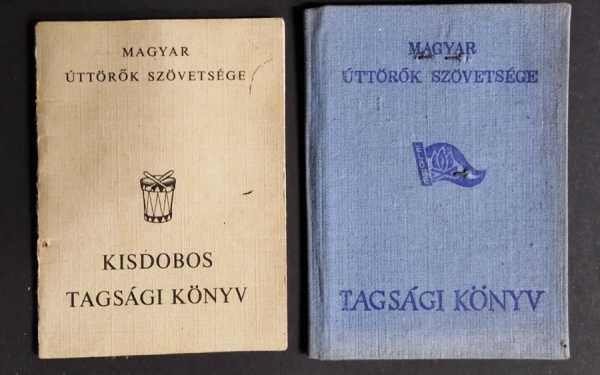 MAGYAR
ÚTTÖRŐK SZÖVETSÉGE
KISDOBOS
TAGSÁGI KÖNYV
MAGYAR
ÚTTÖRŐK SZÖVETSÉGE
TAGSÁGI KÖNYV